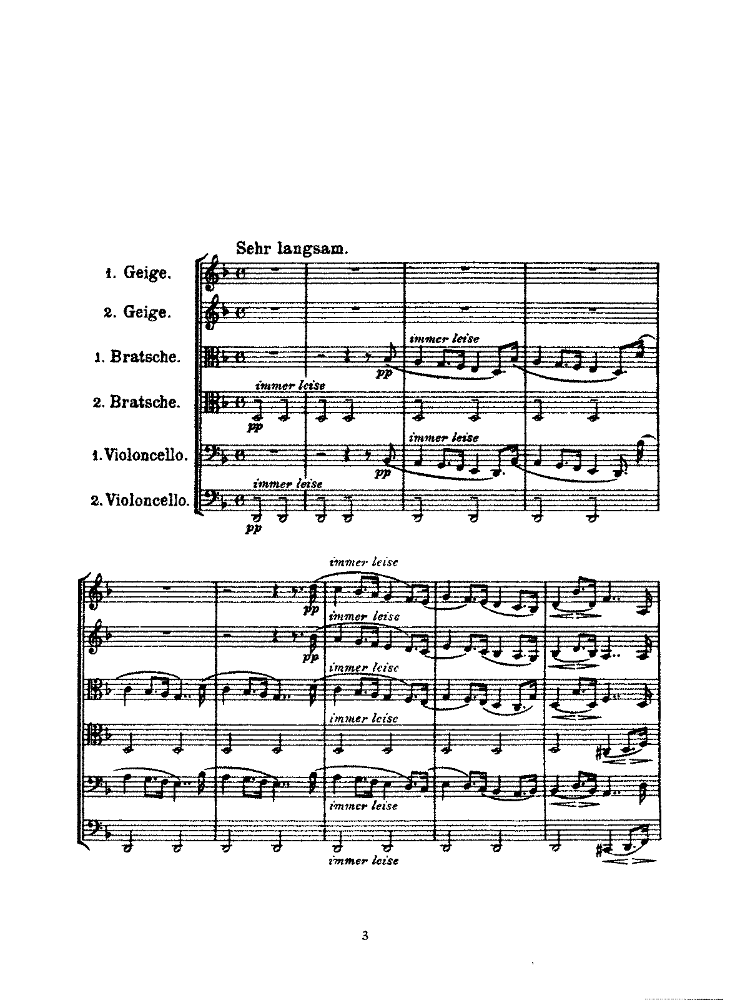 Sehr langsam.
1. Geige.
2. Geige.
immer leise
1. Bratsche.
pp
immer leise
2. Bratsche.
pp
immer leise
1. Violoncello.
pp
immer leise
2. Violoncello.
pp
immer leise
pp
immer leise
pp
immer leise
immer leise
immer leise
immer leise
3